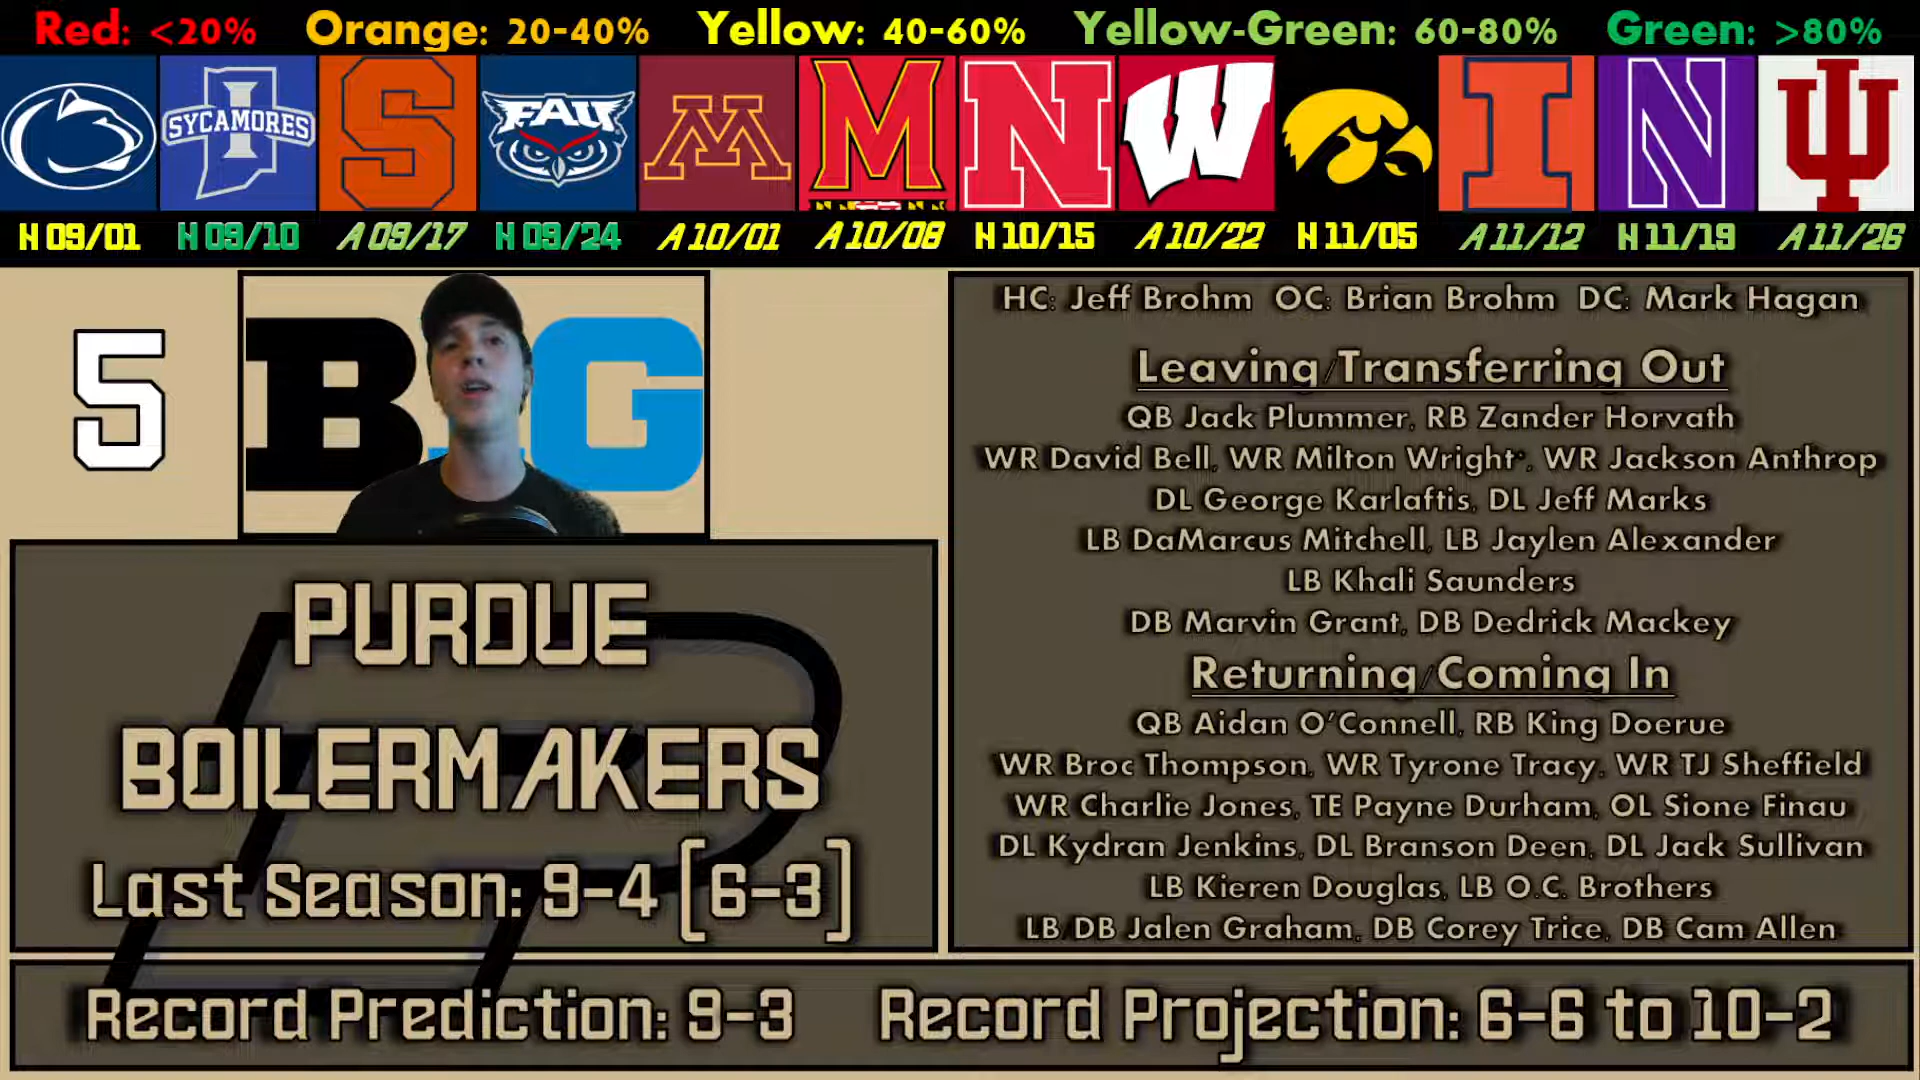 Red: <20% Orange: 20-40% Yellow: 40-60% Yellow-Green: 60-80% Green: >80%
SYCAMORES FAU
H 09/01 H 09/10 A 09/17 H 09/24 A 10/01 A 10/08 H 10/15 A 10/22 H 11/05 A 11/12 H 11/19 A 11/26
5
B1G
PURDUE
BOILERMAKERS
Last Season: 9-4 [6-3]
HC: Jeff Brohm OC: Brian Brohm DC: Mark Hagan
Leaving/Transferring Out
QB Jack Plummer, RB Zander Horvath
WR David Bell, WR Milton Wright*, WR Jackson Anthrop
DL George Karlaftis, DL Jeff Marks
LB DaMarcus Mitchell, LB Jaylen Alexander
LB Khali Saunders
DB Marvin Grant, DB Dedrick Mackey
Returning/Coming In
QB Aidan O'Connell, RB King Doerue
WR Broc Thompson, WR Tyrone Tracy, WR TJ Sheffield
WR Charlie Jones, TE Payne Durham, OL Sione Finau
DL Kydran Jenkins, DL Branson Deen, DL Jack Sullivan
LB Kieren Douglas, LB O.C. Brothers
LB/DB Jalen Graham, DB Corey Trice, DB Cam Allen
Record Prediction: 9-3 Record Projection: 6-6 to 10-2